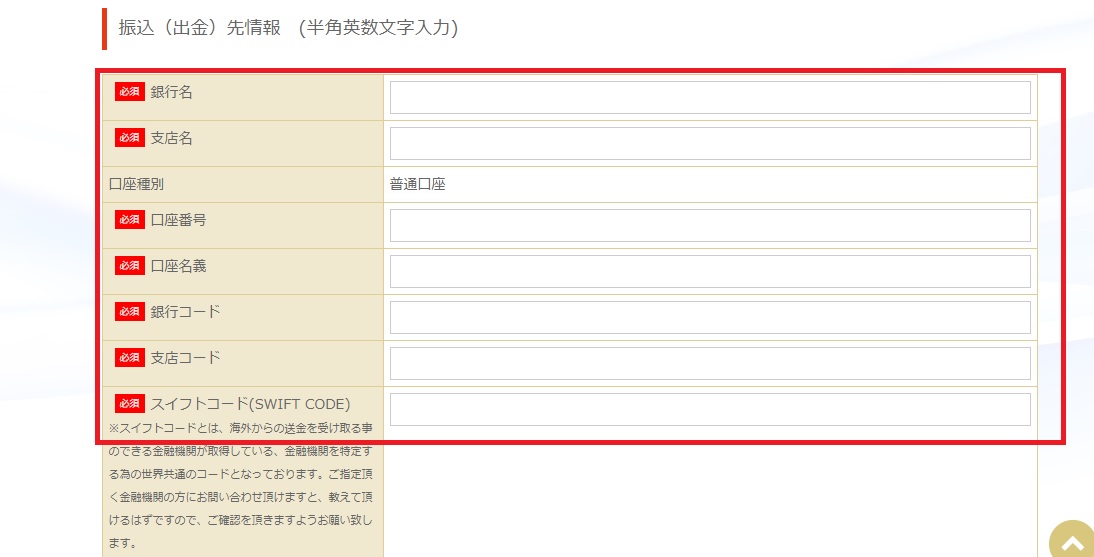 振込（出金）先情報　(半角英数文字入力)
必須 銀行名
必須 支店名
口座種別 普通口座
必須 口座番号
必須 口座名義
必須 銀行コード
必須 支店コード
必須 スイフトコード(SWIFT CODE)
※スイフトコードとは、海外からの送金を受け取る事
のできる金融機関が取得している、金融機関を特定す
る為の世界共通のコードとなっております。ご指定頂
く金融機関の方にお問い合わせ頂けますと、教えて頂
けるはずですので、ご確認を頂きますようお願い致し
ます。